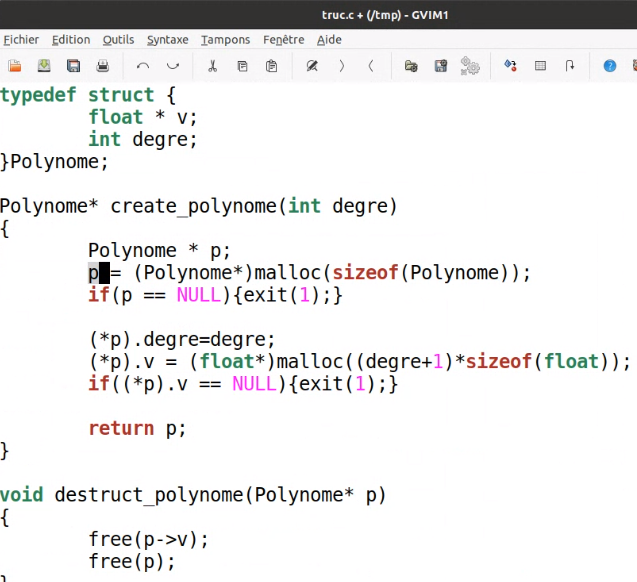 truc.c + (/tmp) - GVIM1
Fichier Edition Outils Syntaxe Tampons Fenêtre Aide
typedef struct {
        float * v;
        int degre;
}Polynome;
Polynome* create_polynome(int degre)
{
        Polynome * p;
        p = (Polynome*)malloc(sizeof(Polynome));
        if(p == NULL){exit(1);}
        (*p).degre=degre;
        (*p).v = (float*)malloc((degre+1)*sizeof(float));
        if((*p).v == NULL){exit(1);}
        return p;
}
void destruct_polynome(Polynome* p)
{
        free(p->v);
        free(p);
}